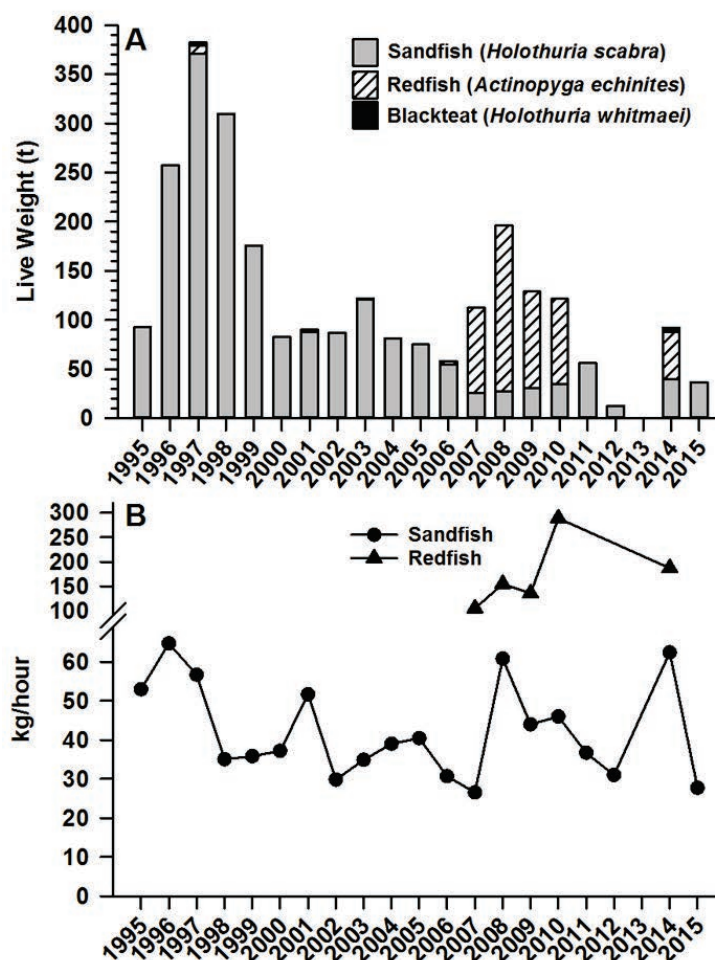 A
Live Weight (t)
400
350
300
250
200
150
100
50
0
Sandfish (Holothuria scabra)
Redfish (Actinopyga echinites)
Blackteat (Holothuria whitmaei)
1995 1996 1997 1998 1999 2000 2001 2002 2003 2004 2005 2006 2007 2008 2009 2010 2011 2012 2013 2014 2015
B
kg/hour
300
250
200
150
100
60
50
40
30
20
10
0
Sandfish
Redfish
1995 1996 1997 1998 1999 2000 2001 2002 2003 2004 2005 2006 2007 2008 2009 2010 2011 2012 2013 2014 2015